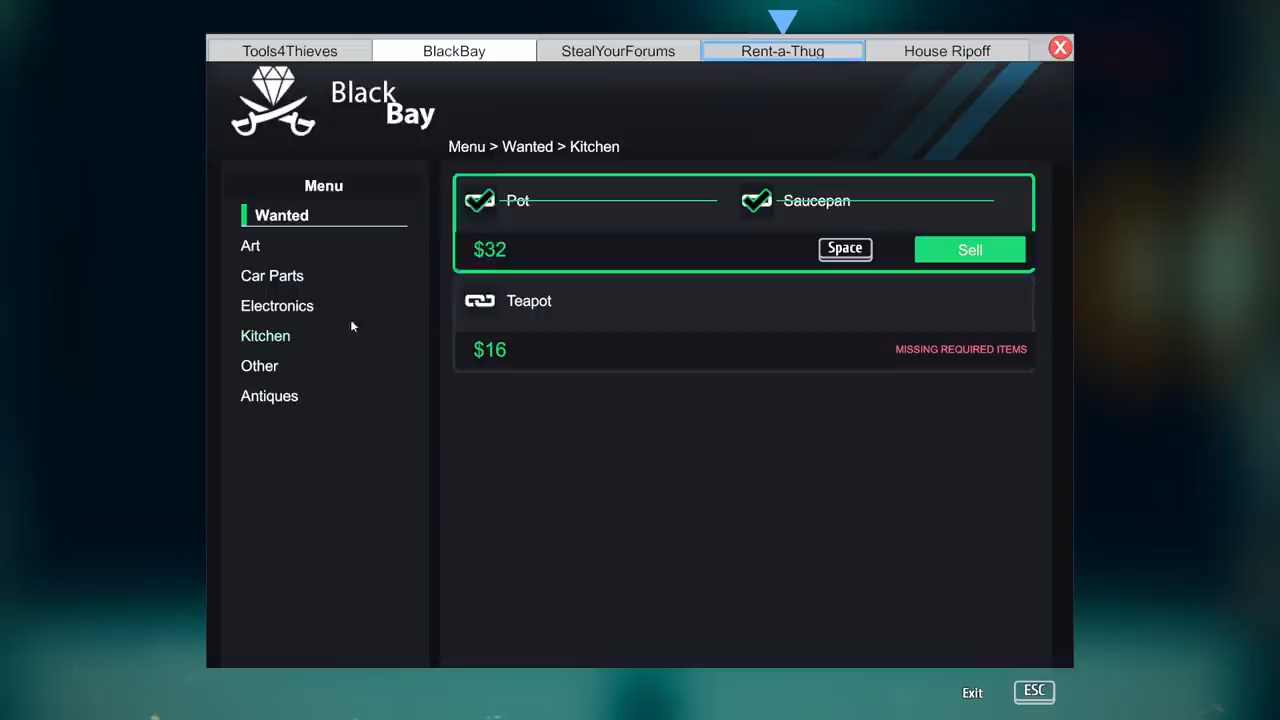 Tools4Thieves BlackBay StealYourForums Rent-a-Thug House Ripoff X
Black
Bay
Menu > Wanted > Kitchen
Menu
Wanted
Art
Car Parts
Electronics
Kitchen
Other
Antiques
Pot Saucepan
$32 Space Sell
Teapot
$16 MISSING REQUIRED ITEMS
Exit ESC